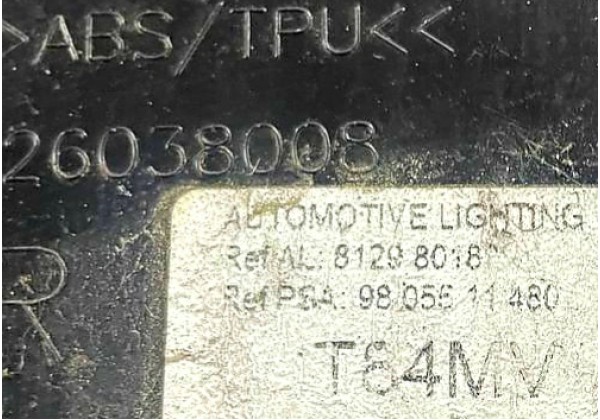 >ABS/TPU<<
26038008
AUTOMOTIVE LIGHTING
R
Ref AL: 8129 8018
Ref PSA: 98 056 11 480
T84MV